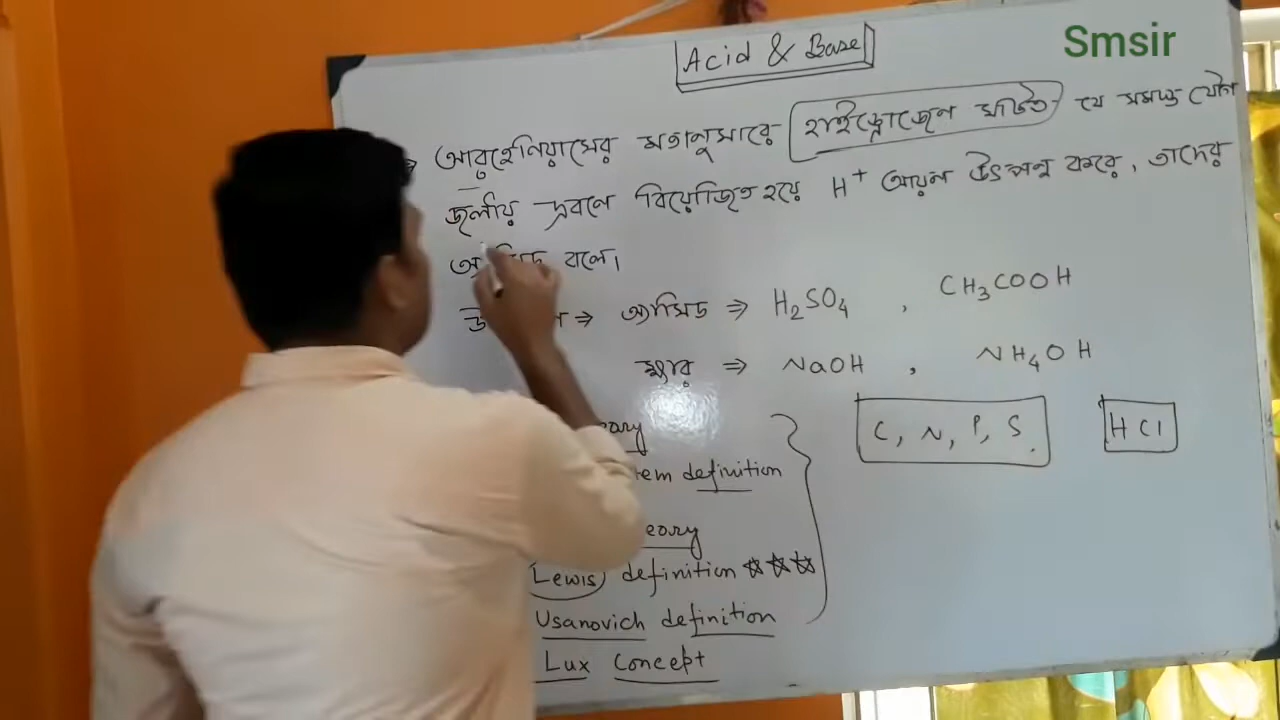 Smsir
Acid & Base
আরহেনিয়াসের মতানুসারে হাইড্রোজেন ঘটিত যে সমস্ত যৌগ
জলীয় দ্রবণে বিয়োজিত হয়ে H⁺ আয়ন উৎপন্ন করে, তাদের
বলে।
⇒ অ্যাসিড ⇒ H₂SO₄ , CH₃COOH
ক্ষার ⇒ NaOH , NH₄OH
C, N, P, S. HCl
definition
Lewis) definition ☆☆☆
Usanovich definition
Lux Concept